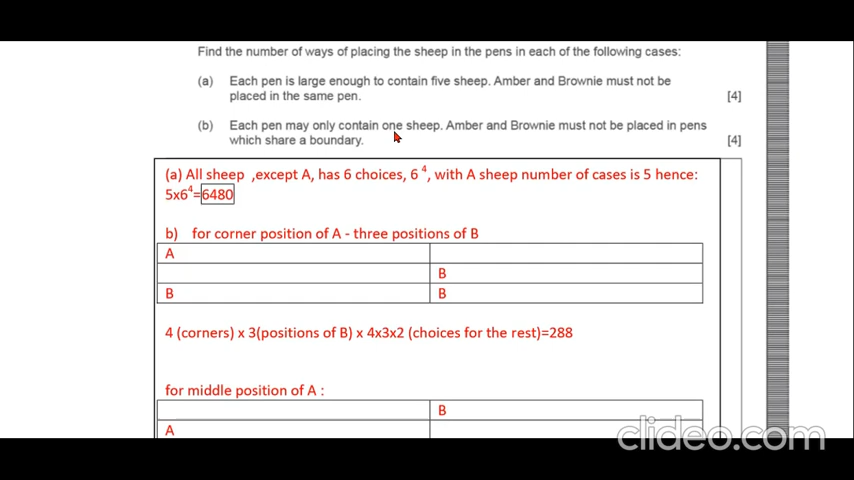 Find the number of ways of placing the sheep in the pens in each of the following cases:
(a) Each pen is large enough to contain five sheep. Amber and Brownie must not be
placed in the same pen. [4]
(b) Each pen may only contain one sheep. Amber and Brownie must not be placed in pens
which share a boundary. [4]
(a) All sheep ,except A, has 6 choices, 6 ⁴, with A sheep number of cases is 5 hence:
5x6⁴=6480
b) for corner position of A - three positions of B
A
B
B B
4 (corners) x 3(positions of B) x 4x3x2 (choices for the rest)=288
for middle position of A :
B
A
clideo.com